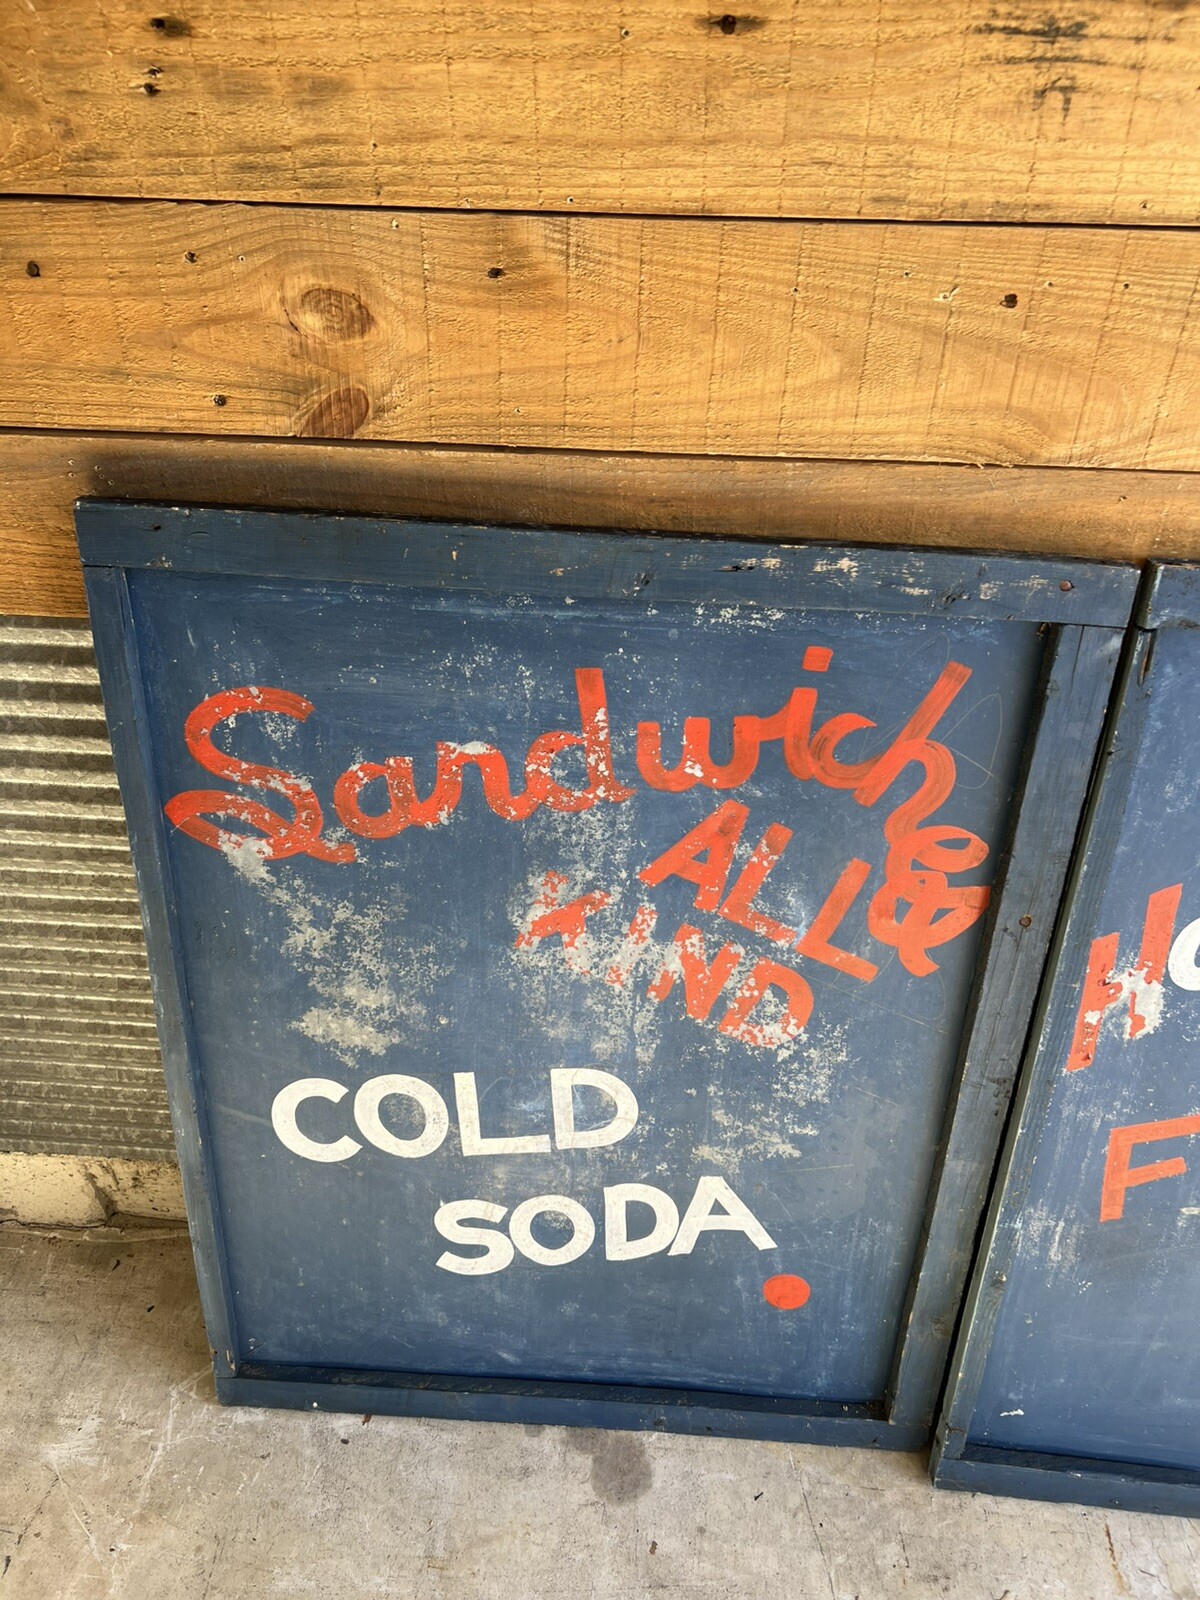 Sandwiches
ALL
KIND
COLD
SODA
H
F